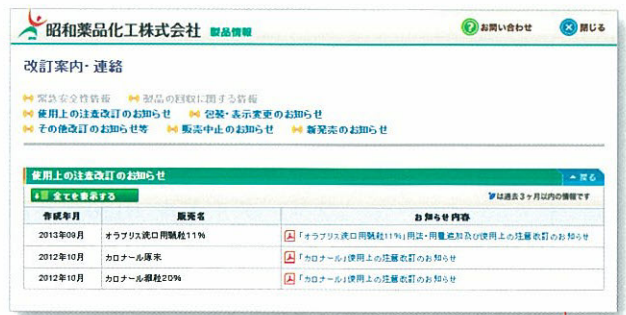 昭和薬品化工株式会社 製品情報
お問い合わせ 閉じる
改訂案内・連絡
緊急安全性情報 製品の回収に関する情報
使用上の注意改訂のお知らせ 包装・表示変更のお知らせ
その他改訂のお知らせ等 販売中止のお知らせ 新発売のお知らせ
使用上の注意改訂のお知らせ 戻る
全てを表示する は過去3ヶ月以内の情報です
作成年月 販売名 お知らせ内容
2013年09月 オラブリス洗口用顆粒11% 「オラブリス洗口用顆粒11%」用法・用量追加及び使用上の注意改訂のお知らせ
2012年10月 カロナール原末 「カロナール」使用上の注意改訂のお知らせ
2012年10月 カロナール細粒20% 「カロナール」使用上の注意改訂のお知らせ